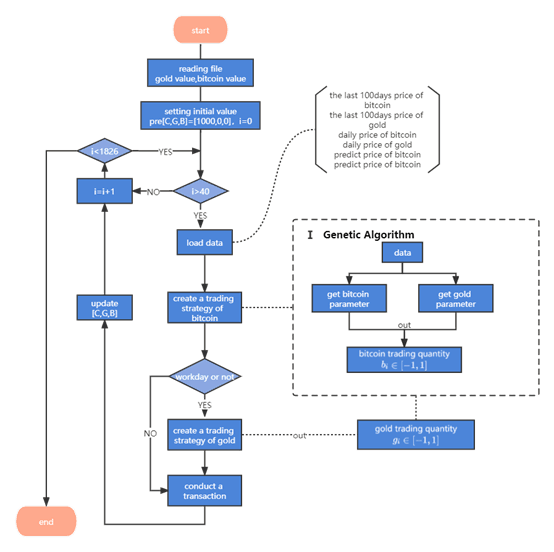 start
reading file
gold value,bitcoin value
setting initial value
pre[C,G,B]=[1000,0,0], i=0
i<1826
YES
i=i+1
NO
i>40
YES
load data
the last 100days price of
bitcoin
the last 100days price of
gold
daily price of bitcoin
daily price of gold
predict price of bitcoin
predict price of bitcoin
I Genetic Algorithm
data
get bitcoin
parameter
get gold
parameter
out
bitcoin trading quantity
bᵢ ∈ [−1, 1]
update
[C,G,B]
create a trading
strategy of
bitcoin
workday or not
YES
NO
create a trading
strategy of gold
out
gold trading quantity
gᵢ ∈ [−1, 1]
conduct a
transaction
end